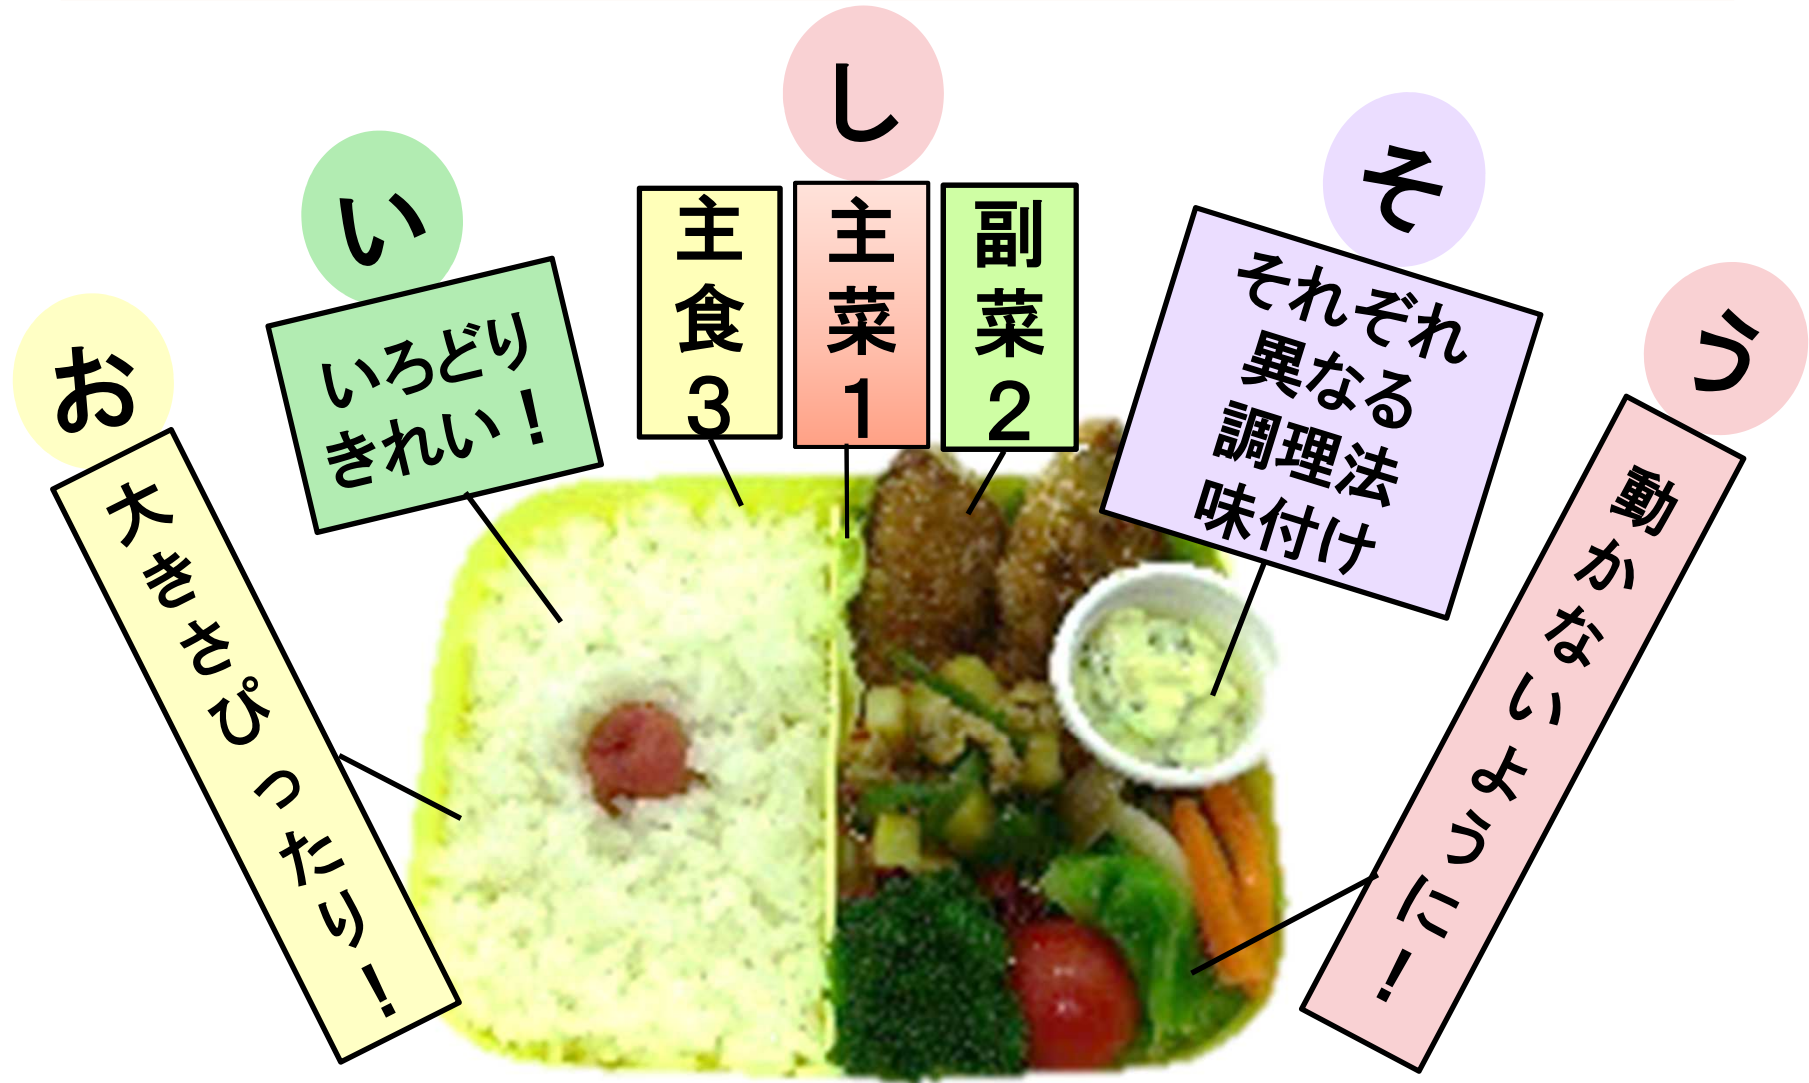 お
大きさぴったり！
い
いろどり
きれい！
し
主食3
主菜1
副菜2
そ
それぞれ
異なる
調理法
味付け
う
動かないように！